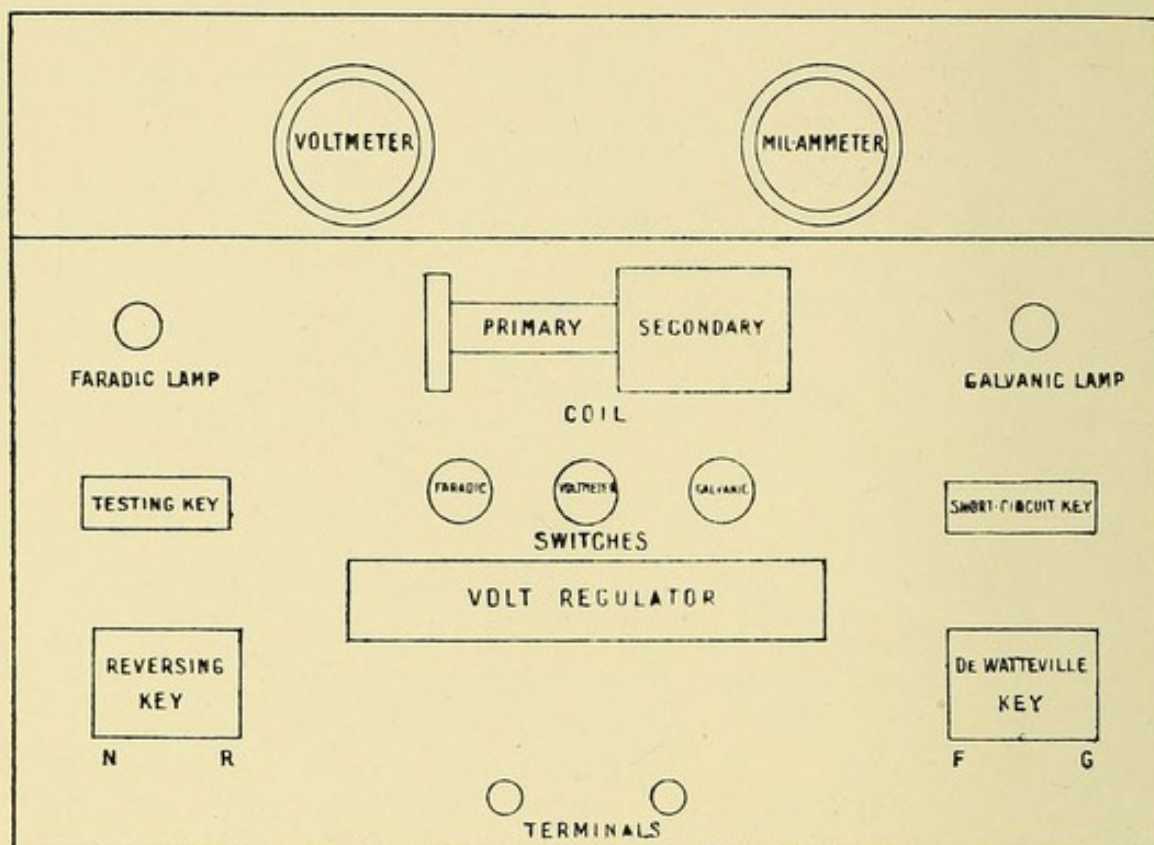 VOLTMETER
MIL-AMMETER
PRIMARY
SECONDARY
FARADIC LAMP
COIL
GALVANIC LAMP
TESTING KEY
FARADIC
VOLTMETER
GALVANIC
SHORT-CIRCUIT KEY
SWITCHES
VOLT REGULATOR
REVERSING
KEY
N R
DE WATTEVILLE
KEY
F G
TERMINALS